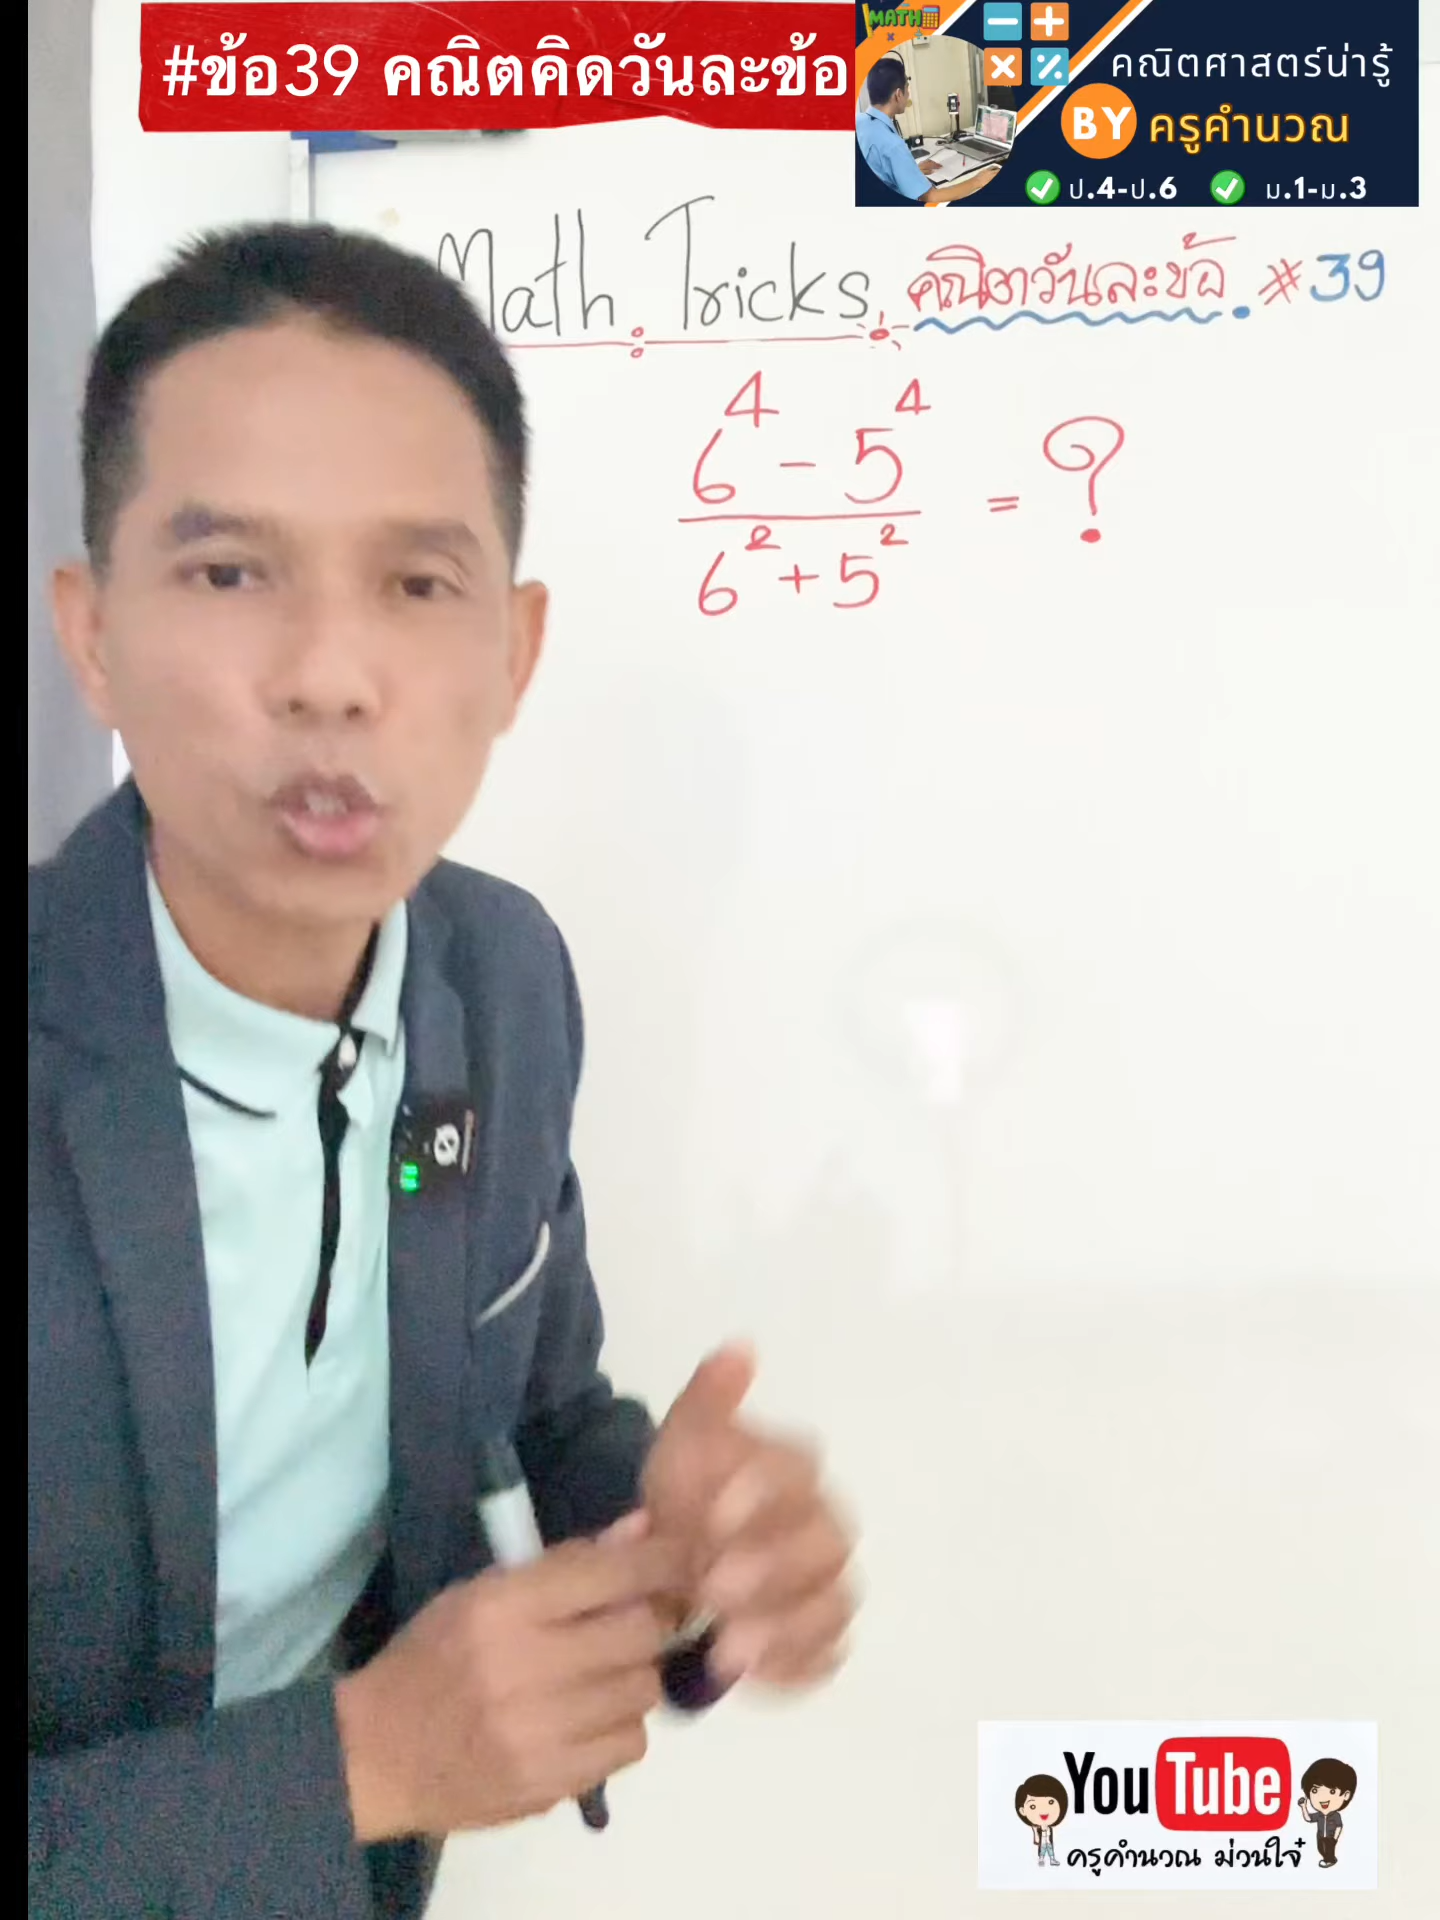 #ข้อ39 คณิตคิดวันละข้อ
MATH
คณิตศาสตร์น่ารู้
BY ครูคำนวณ
ป.4-ป.6 ม.1-ม.3
Math Tricks คณิตวันละข้อ #39
6⁴ - 5⁴
6² + 5²
= ?
YouTube
ครูคำนวณ ม่วนใจ๋